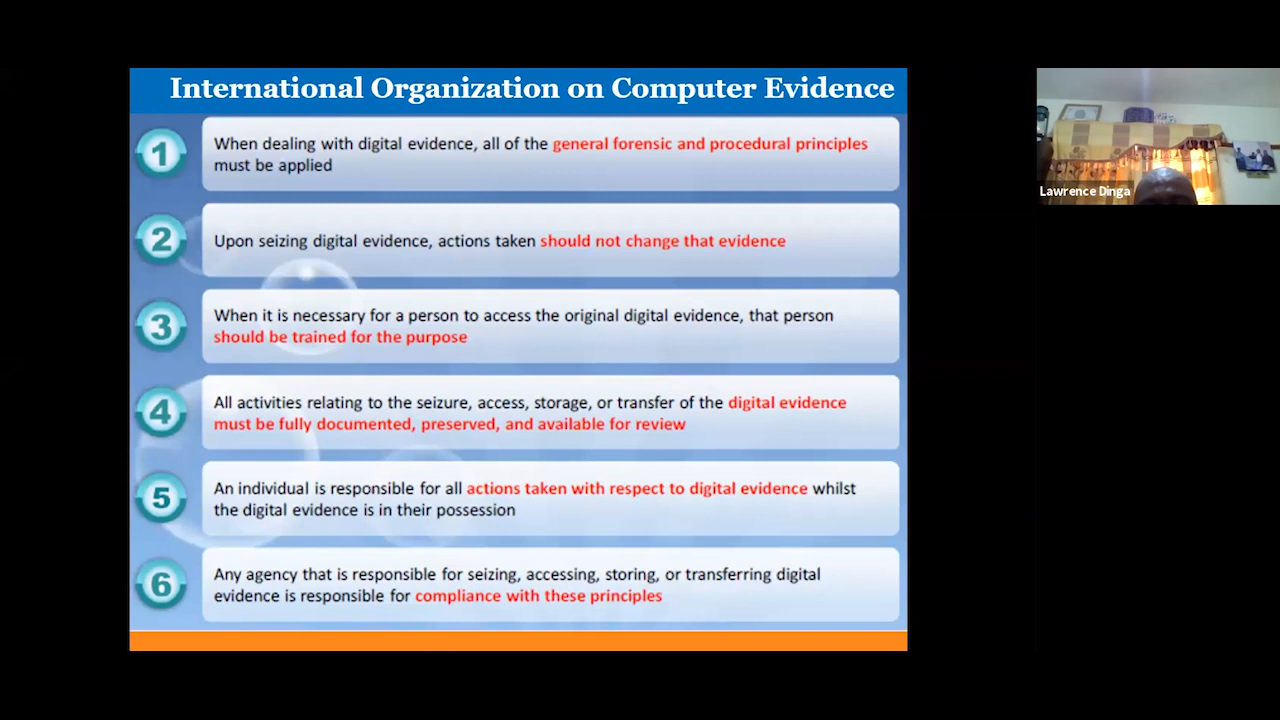 International Organization on Computer Evidence
1
When dealing with digital evidence, all of the general forensic and procedural principles
must be applied
2
Upon seizing digital evidence, actions taken should not change that evidence
3
When it is necessary for a person to access the original digital evidence, that person
should be trained for the purpose
4
All activities relating to the seizure, access, storage, or transfer of the digital evidence
must be fully documented, preserved, and available for review
5
An individual is responsible for all actions taken with respect to digital evidence whilst
the digital evidence is in their possession
6
Any agency that is responsible for seizing, accessing, storing, or transferring digital
evidence is responsible for compliance with these principles
Lawrence Dinga